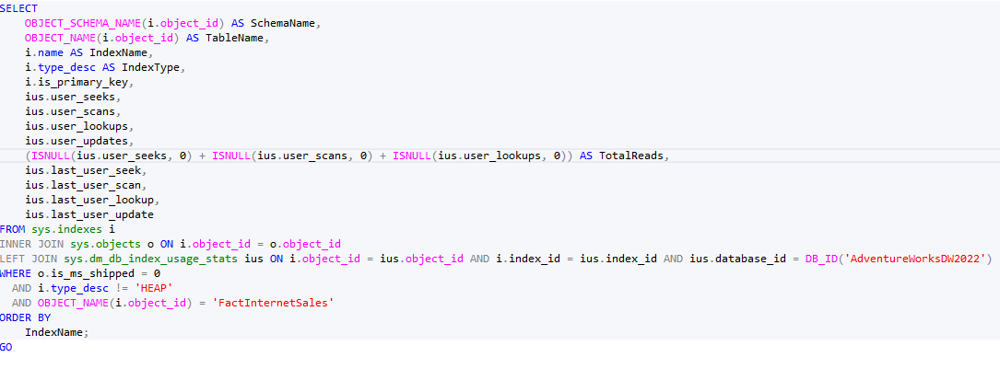 SELECT
    OBJECT_SCHEMA_NAME(i.object_id) AS SchemaName,
    OBJECT_NAME(i.object_id) AS TableName,
    i.name AS IndexName,
    i.type_desc AS IndexType,
    i.is_primary_key,
    ius.user_seeks,
    ius.user_scans,
    ius.user_lookups,
    ius.user_updates,
    (ISNULL(ius.user_seeks, 0) + ISNULL(ius.user_scans, 0) + ISNULL(ius.user_lookups, 0)) AS TotalReads,
    ius.last_user_seek,
    ius.last_user_scan,
    ius.last_user_lookup,
    ius.last_user_update
FROM sys.indexes i
INNER JOIN sys.objects o ON i.object_id = o.object_id
LEFT JOIN sys.dm_db_index_usage_stats ius ON i.object_id = ius.object_id AND i.index_id = ius.index_id AND ius.database_id = DB_ID('AdventureWorksDW2022')
WHERE o.is_ms_shipped = 0
  AND i.type_desc != 'HEAP'
  AND OBJECT_NAME(i.object_id) = 'FactInternetSales'
ORDER BY
    IndexName;
GO